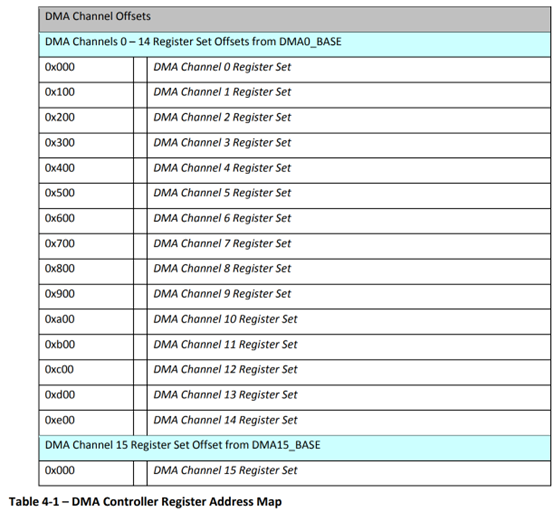 DMA Channel Offsets
DMA Channels 0 – 14 Register Set Offsets from DMA0_BASE
0x000 DMA Channel 0 Register Set
0x100 DMA Channel 1 Register Set
0x200 DMA Channel 2 Register Set
0x300 DMA Channel 3 Register Set
0x400 DMA Channel 4 Register Set
0x500 DMA Channel 5 Register Set
0x600 DMA Channel 6 Register Set
0x700 DMA Channel 7 Register Set
0x800 DMA Channel 8 Register Set
0x900 DMA Channel 9 Register Set
0xa00 DMA Channel 10 Register Set
0xb00 DMA Channel 11 Register Set
0xc00 DMA Channel 12 Register Set
0xd00 DMA Channel 13 Register Set
0xe00 DMA Channel 14 Register Set
DMA Channel 15 Register Set Offset from DMA15_BASE
0x000 DMA Channel 15 Register Set
Table 4-1 – DMA Controller Register Address Map